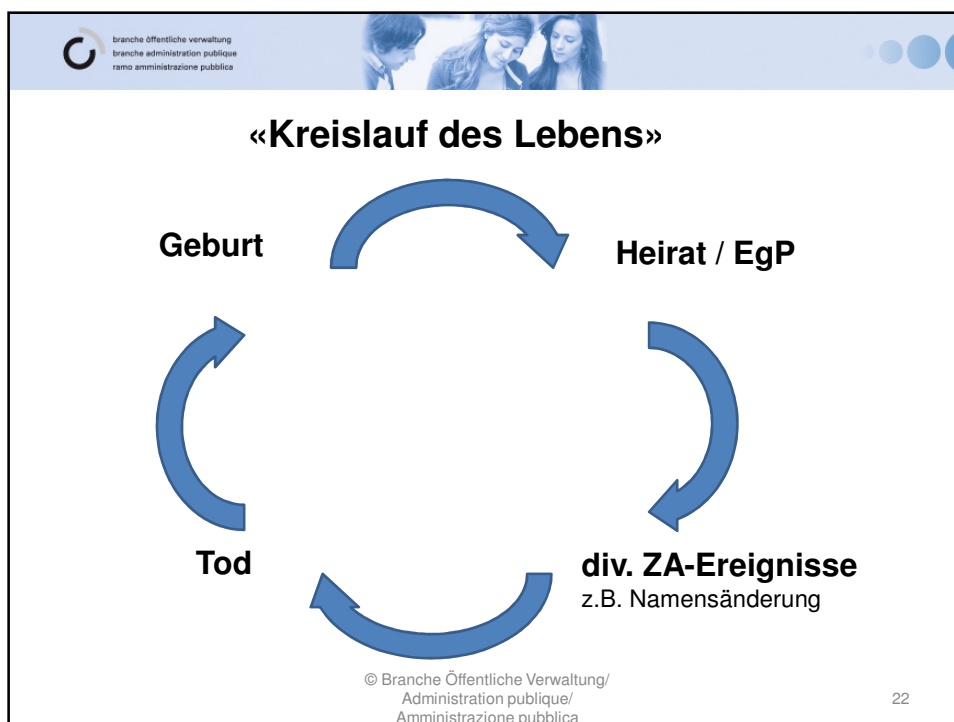 branche öffentliche verwaltung
branche administration publique
ramo amministrazione pubblica
«Kreislauf des Lebens»
Geburt
Heirat / EgP
Tod
div. ZA-Ereignisse
z.B. Namensänderung
© Branche Öffentliche Verwaltung/
Administration publique/
Amministrazione pubblica
22